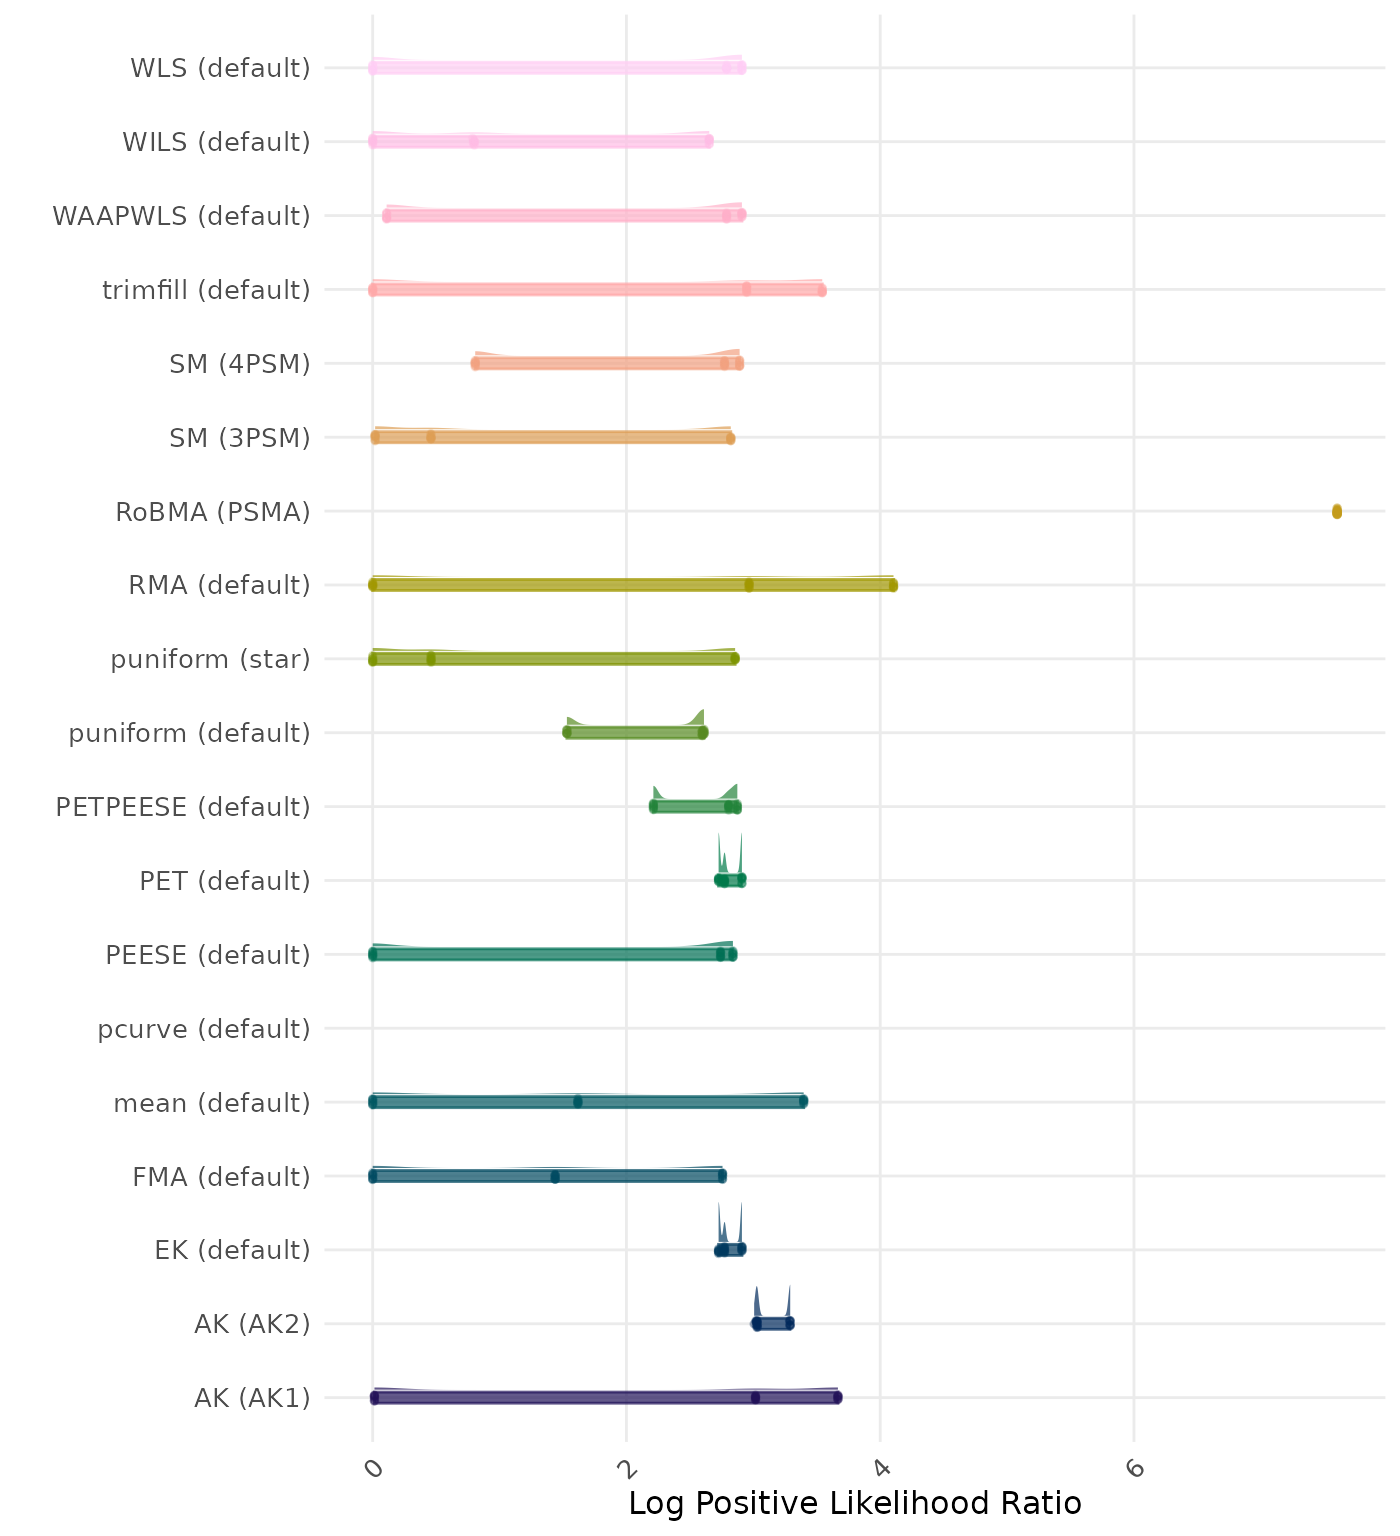 WLS (default)
WILS (default)
WAAPWLS (default)
trimfill (default)
SM (4PSM)
SM (3PSM)
RoBMA (PSMA)
RMA (default)
puniform (star)
puniform (default)
PETPEESE (default)
PET (default)
PEESE (default)
pcurve (default)
mean (default)
FMA (default)
EK (default)
AK (AK2)
AK (AK1)
0 2 4 6
Log Positive Likelihood Ratio